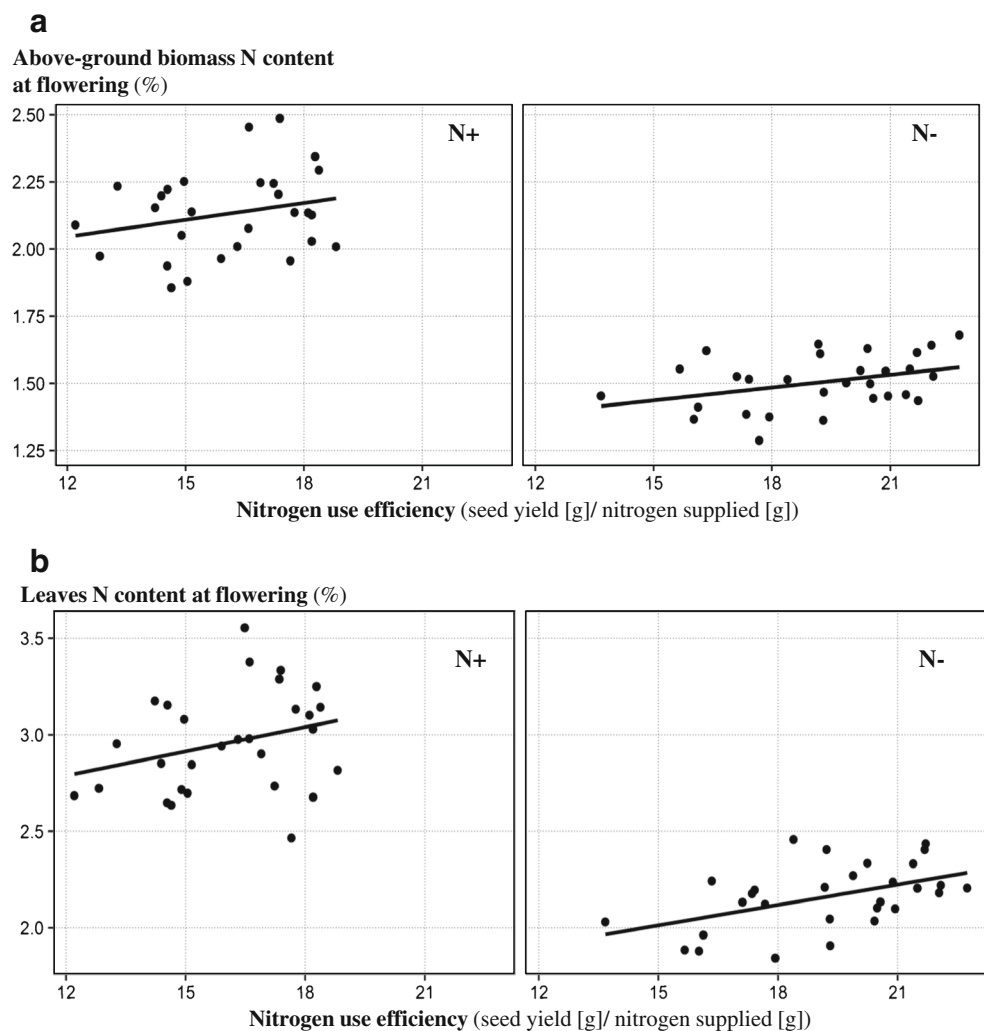 a
Above-ground biomass N content
at flowering (%)
N+
N-
2.50
2.25
2.00
1.75
1.50
1.25
12 15 18 21 12 15 18 21
Nitrogen use efficiency (seed yield [g]/ nitrogen supplied [g])
b
Leaves N content at flowering (%)
N+
N-
3.5
3.0
2.5
2.0
12 15 18 21 12 15 18 21
Nitrogen use efficiency (seed yield [g]/ nitrogen supplied [g])